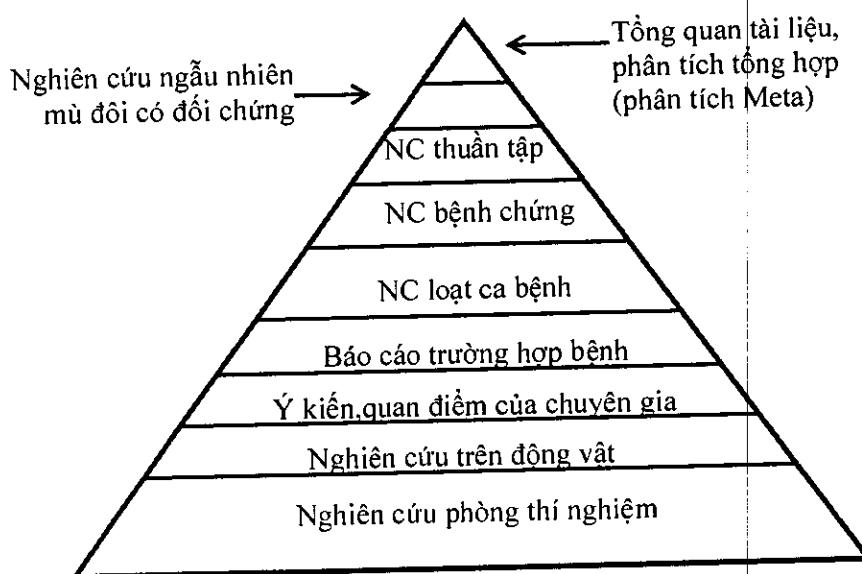 Tổng quan tài liệu,
phân tích tổng hợp
(phân tích Meta)
Nghiên cứu ngẫu nhiên
mù đôi có đối chứng
NC thuần tập
NC bệnh chứng
NC loạt ca bệnh
Báo cáo trường hợp bệnh
Ý kiến,quan điểm của chuyên gia
Nghiên cứu trên động vật
Nghiên cứu phòng thí nghiệm